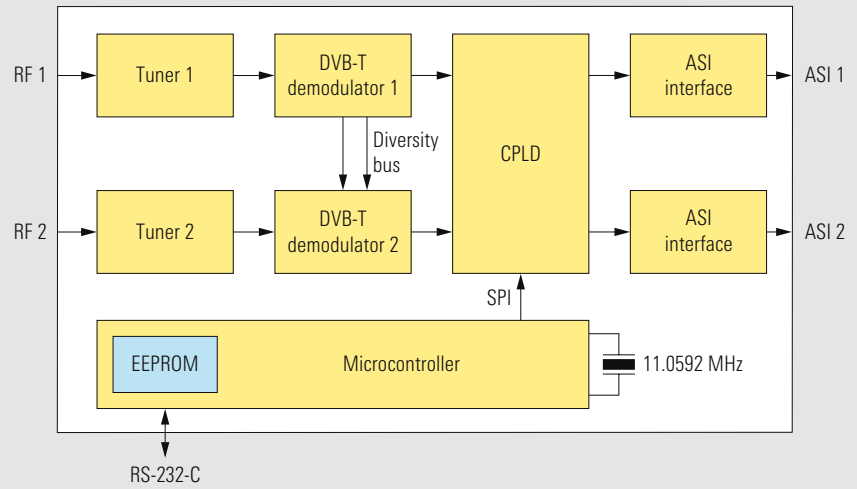 RF 1
Tuner 1
DVB-T
demodulator 1
CPLD
ASI
interface
ASI 1
Diversity
bus
RF 2
Tuner 2
DVB-T
demodulator 2
ASI
interface
ASI 2
SPI
EEPROM
Microcontroller
11.0592 MHz
RS-232-C